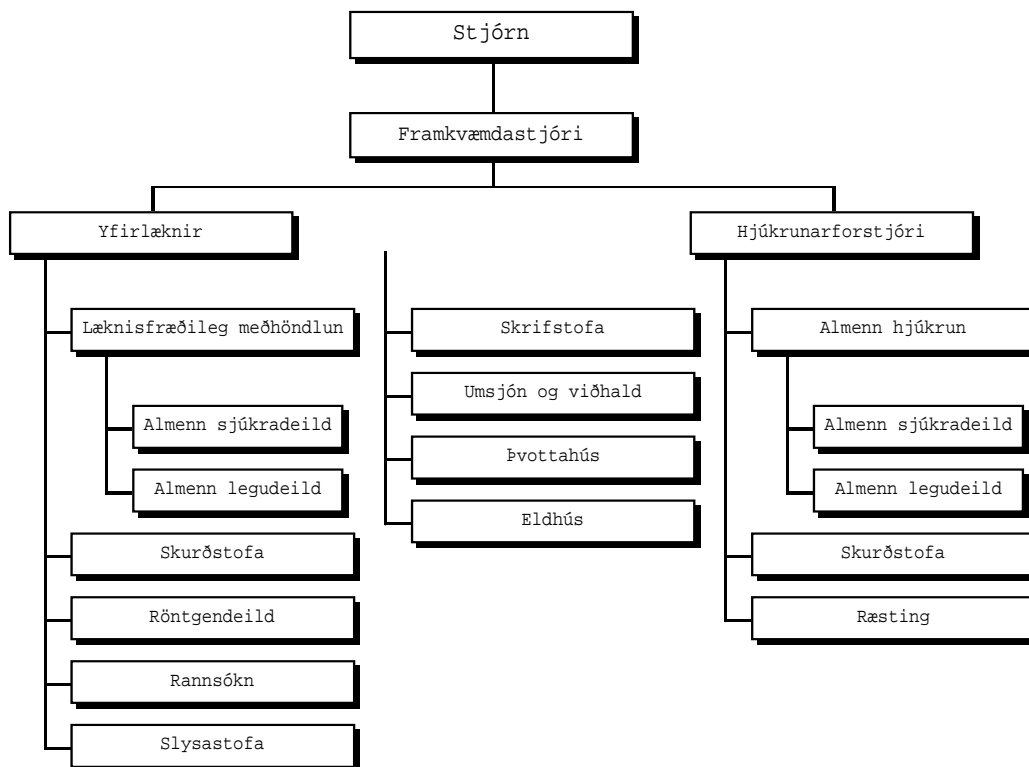 Stjórn
Framkvæmdastjóri
Yfirlæknir
Hjúkrunarforstjóri
Læknisfræðileg meðhöndlun
Almenn sjúkradeild
Almenn legudeild
Skurðstofa
Röntgendeild
Rannsókn
Slysastofa
Skrifstofa
Umsjón og viðhald
Þvottahús
Eldhús
Almenn hjúkrun
Almenn sjúkradeild
Almenn legudeild
Skurðstofa
Ræsting